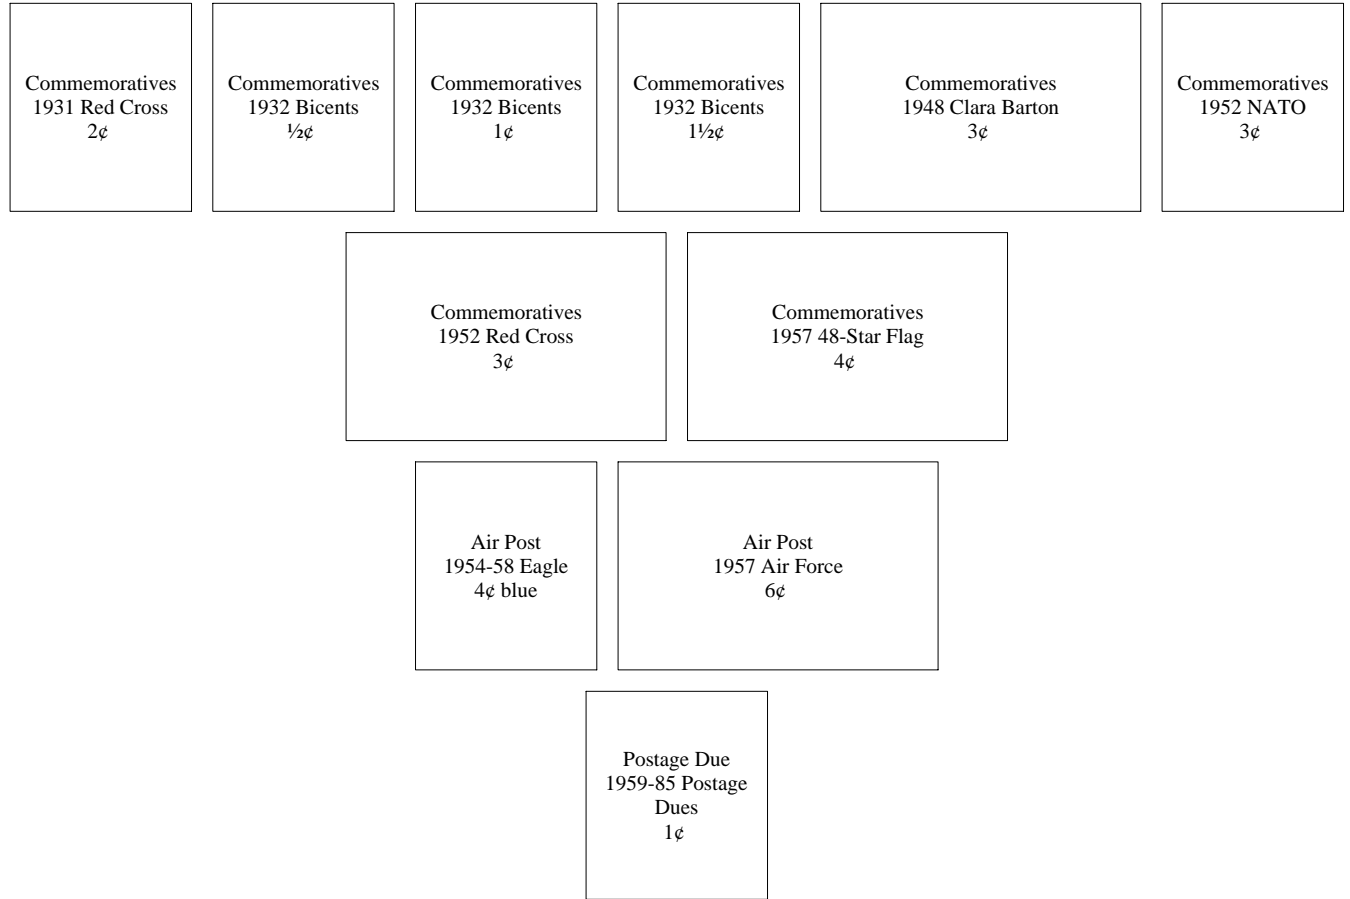 Commemoratives
1931 Red Cross
2¢
Commemoratives
1932 Bicents
½¢
Commemoratives
1932 Bicents
1¢
Commemoratives
1932 Bicents
1½¢
Commemoratives
1948 Clara Barton
3¢
Commemoratives
1952 NATO
3¢
Commemoratives
1952 Red Cross
3¢
Commemoratives
1957 48-Star Flag
4¢
Air Post
1954-58 Eagle
4¢ blue
Air Post
1957 Air Force
6¢
Postage Due
1959-85 Postage
Dues
1¢